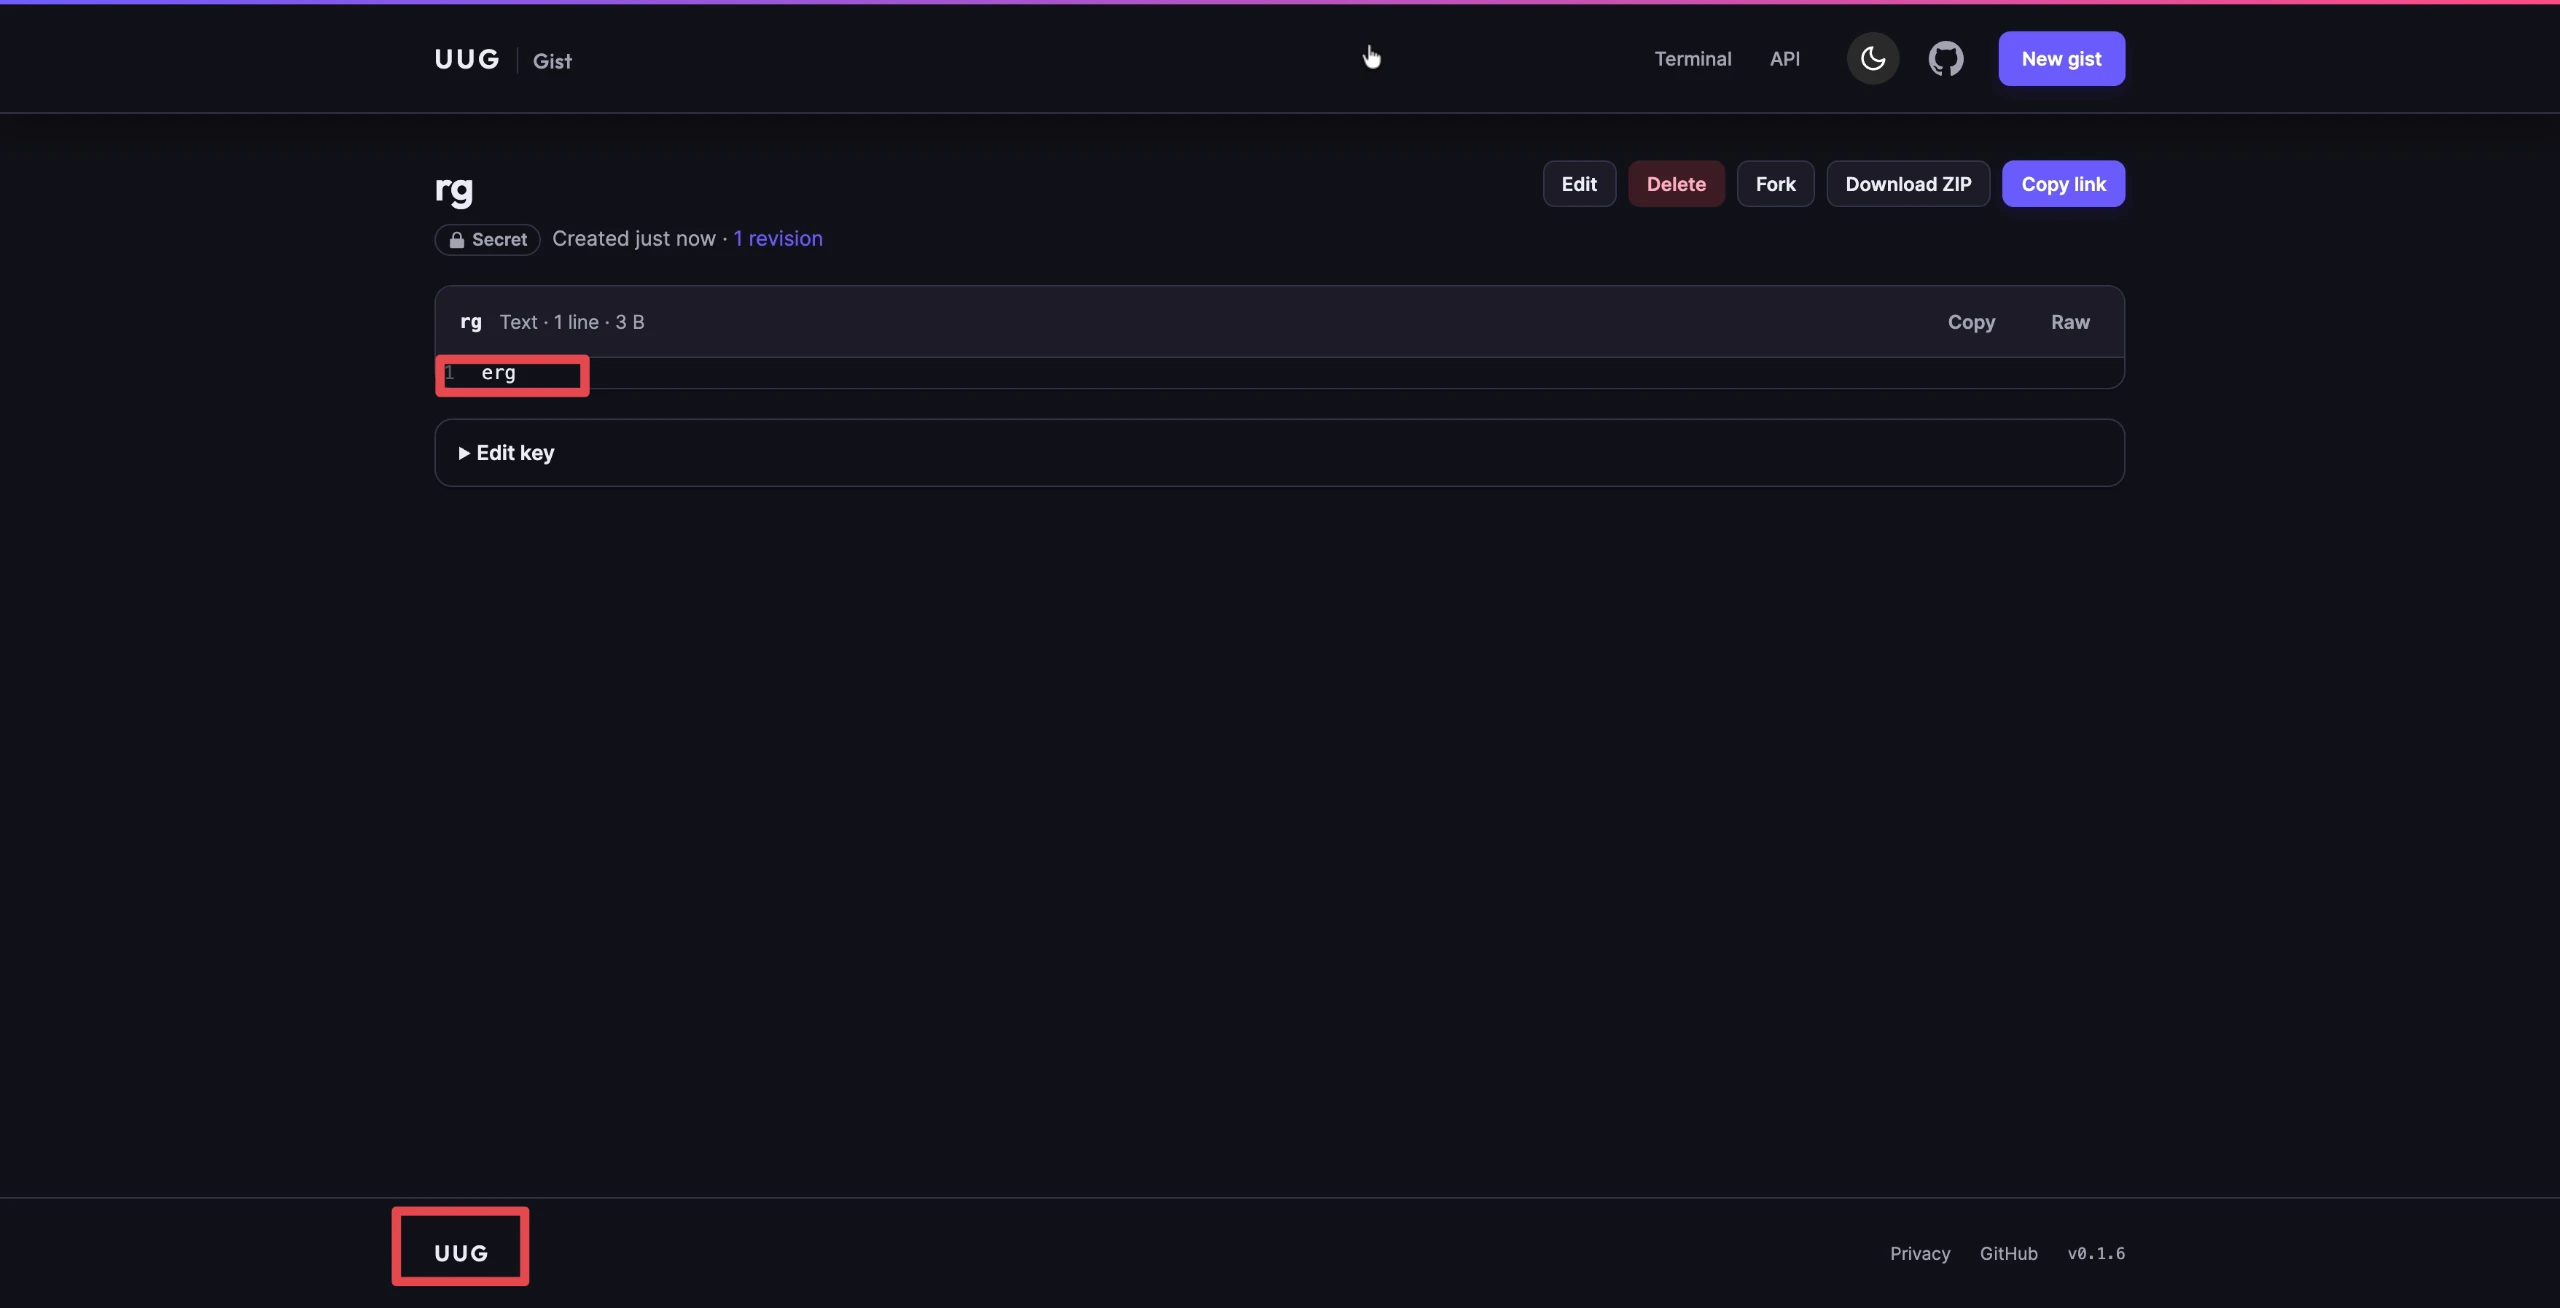 UUG Gist Terminal API New gist
rg Edit Delete Fork Download ZIP Copy link
Secret Created just now · 1 revision
rg Text · 1 line · 3 B Copy Raw
1 erg
Edit key
UUG Privacy GitHub v0.1.6